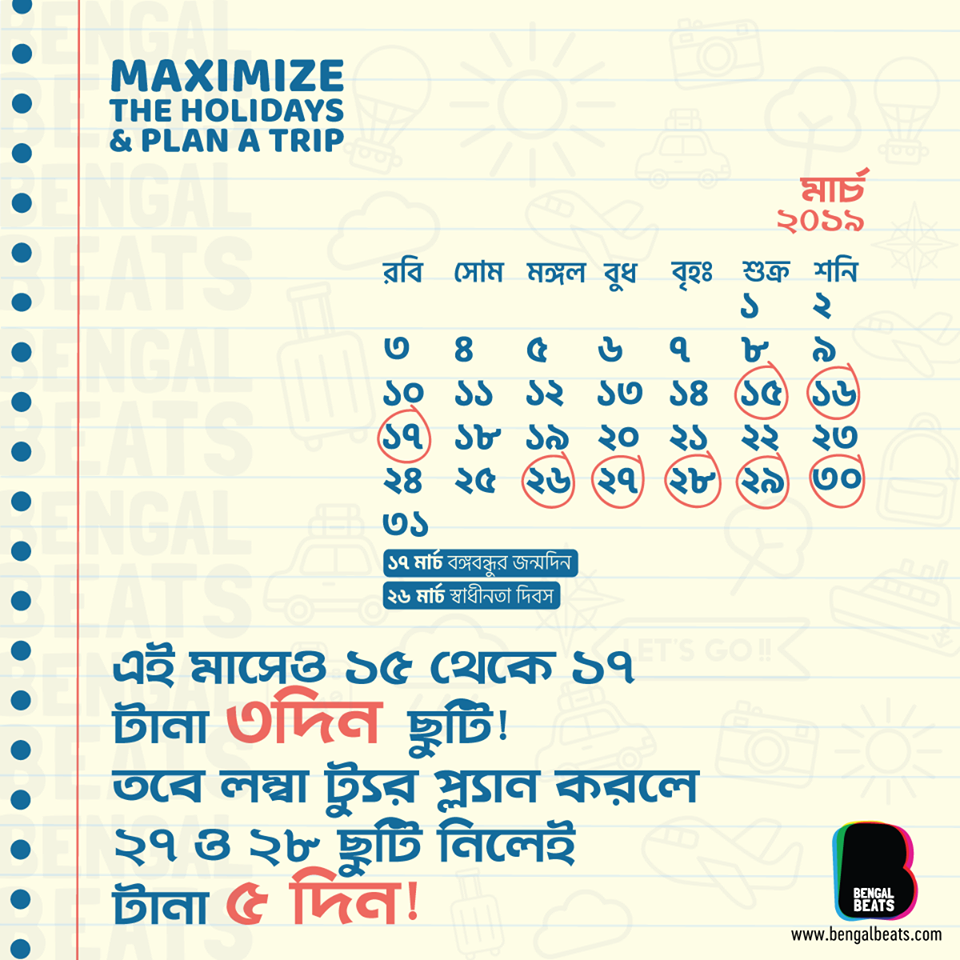 MAXIMIZE
THE HOLIDAYS
& PLAN A TRIP
মার্চ
২০১৯
রবি সোম মঙ্গল বুধ বৃহঃ শুক্র শনি
১ ২
৩ ৪ ৫ ৬ ৭ ৮ ৯
১০ ১১ ১২ ১৩ ১৪ ১৫ ১৬
১৭ ১৮ ১৯ ২০ ২১ ২২ ২৩
২৪ ২৫ ২৬ ২৭ ২৮ ২৯ ৩০
৩১
১৭ মার্চ বঙ্গবন্ধুর জন্মদিন
২৬ মার্চ স্বাধীনতা দিবস
LET'S GO!!
এই মাসেও ১৫ থেকে ১৭
টানা ৩দিন ছুটি!
তবে লম্বা ট্যুর প্ল্যান করলে
২৭ ও ২৮ ছুটি নিলেই
টানা ৫ দিন!
BENGAL
BEATS
www.bengalbeats.com
BENGAL
BEATS
BENGAL
BEATS
BENGAL
BEATS
BENGAL
BEATS
BENGAL
BEATS
BENGAL